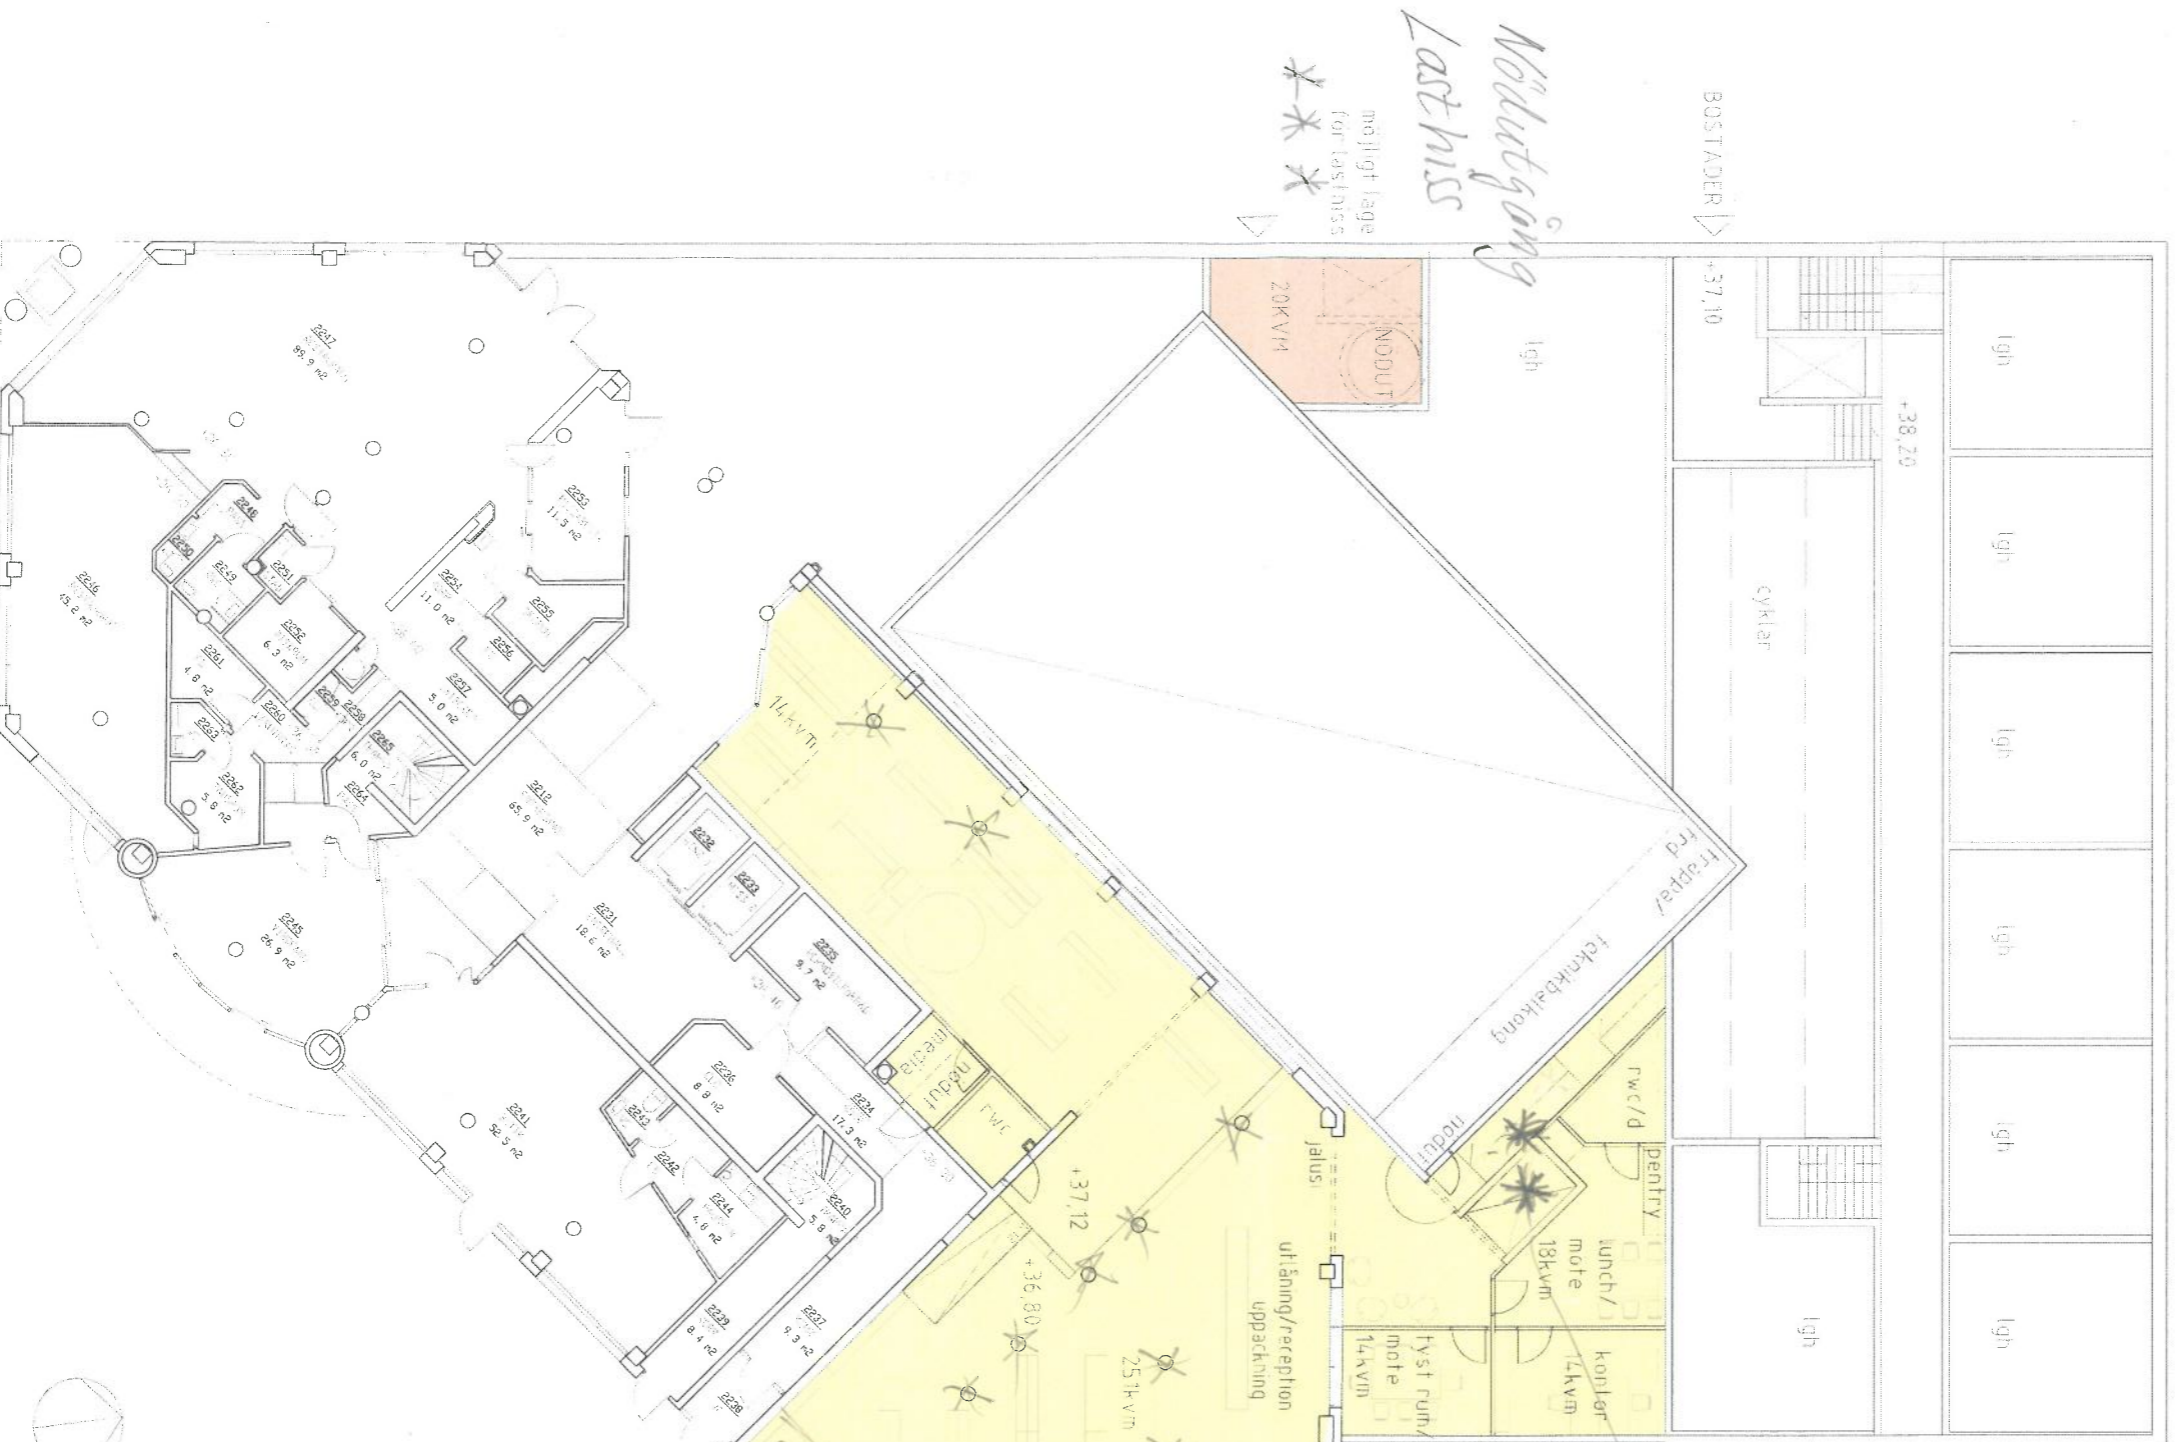 Nödutgång
Lasthiss
möjligt läge
för lasthiss
BOSTÄDER
+37,10
20KVM
NÖDUT
lgh
+38,20
cyklar
lgh
lgh
lgh
lgh
lgh
lgh
lgh
trappa/
frd
teknikbalkong
nödut
rwc/d
pentry
lunch/
möte
18kvm
kontor
14kvm
tyst rum/
möte
14kvm
jalusi
utlåning/reception
uppackning
251kvm
+37,12
+36,80
media
nödut
rwc
14kvm
2247
89.9 m2
2246
45.2 m2
2248
2250
2249
2251
2252
6.3 m2
2253
11.5 m2
2254
11.0 m2
2255
2256
2257
5.0 m2
2258
2259
2260
2261
4.8 m2
2263
2262
5.8 m2
2265
6.0 m2
2264
2212
65.9 m2
2232
2233
2231
18.6 m2
2235
9.7 m2
2245
26.9 m2
2236
8.8 m2
2234
17.3 m2
2241
52.5 m2
2243
2242
2244
4.8 m2
2240
5.8 m2
2239
8.4 m2
2237
9.3 m2
2238